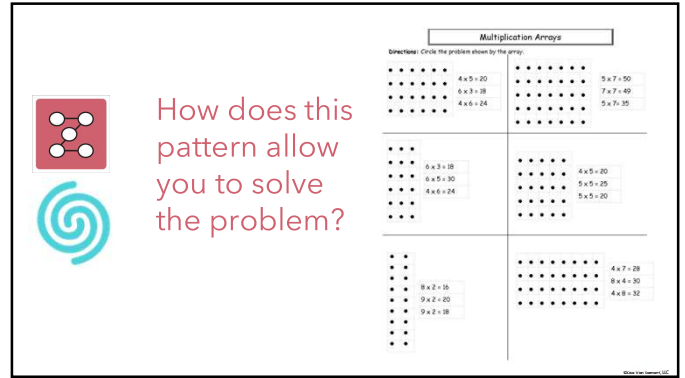 How does this
pattern allow
you to solve
the problem?
Multiplication Arrays
Directions: Circle the problem shown by the array.
4 x 5 = 20
6 x 3 = 18
4 x 6 = 24
5 x 7 = 50
7 x 7 = 49
5 x 7= 35
6 x 3 = 18
6 x 5 = 30
4 x 6 = 24
4 x 5 = 20
5 x 5 = 25
5 x 5 = 20
8 x 2 = 16
9 x 2 = 20
9 x 2 = 18
4 x 7 = 28
8 x 4 = 30
4 x 8 = 32